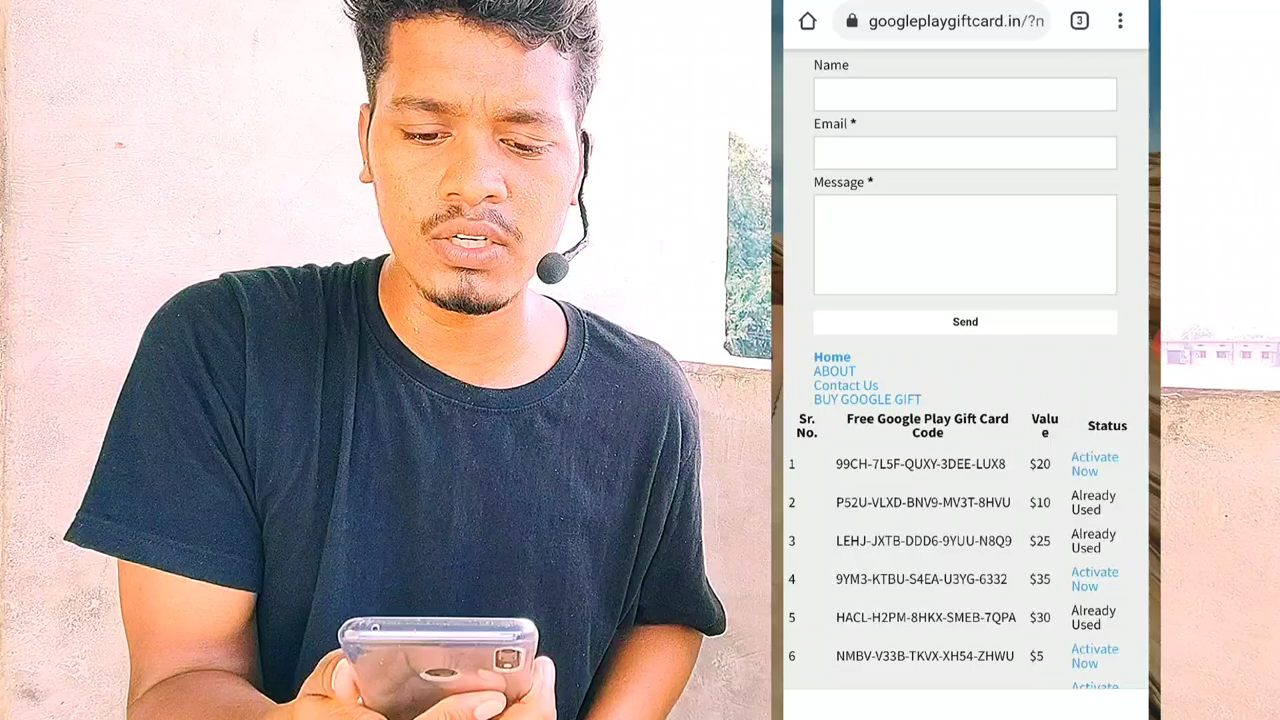 googleplaygiftcard.in/?n
3
Name
Email *
Message *
Send
Home
ABOUT
Contact Us
BUY GOOGLE GIFT
Sr. No. Free Google Play Gift Card Code Value Status
1 99CH-7L5F-QUXY-3DEE-LUX8 $20 Activate Now
2 P52U-VLXD-BNV9-MV3T-8HVU $10 Already Used
3 LEHJ-JXTB-DDD6-9YUU-N8Q9 $25 Already Used
4 9YM3-KTBU-S4EA-U3YG-6332 $35 Activate Now
5 HACL-H2PM-8HKX-SMEB-7QPA $30 Already Used
6 NMBV-V33B-TKVX-XH54-ZHWU $5 Activate Now
Activate